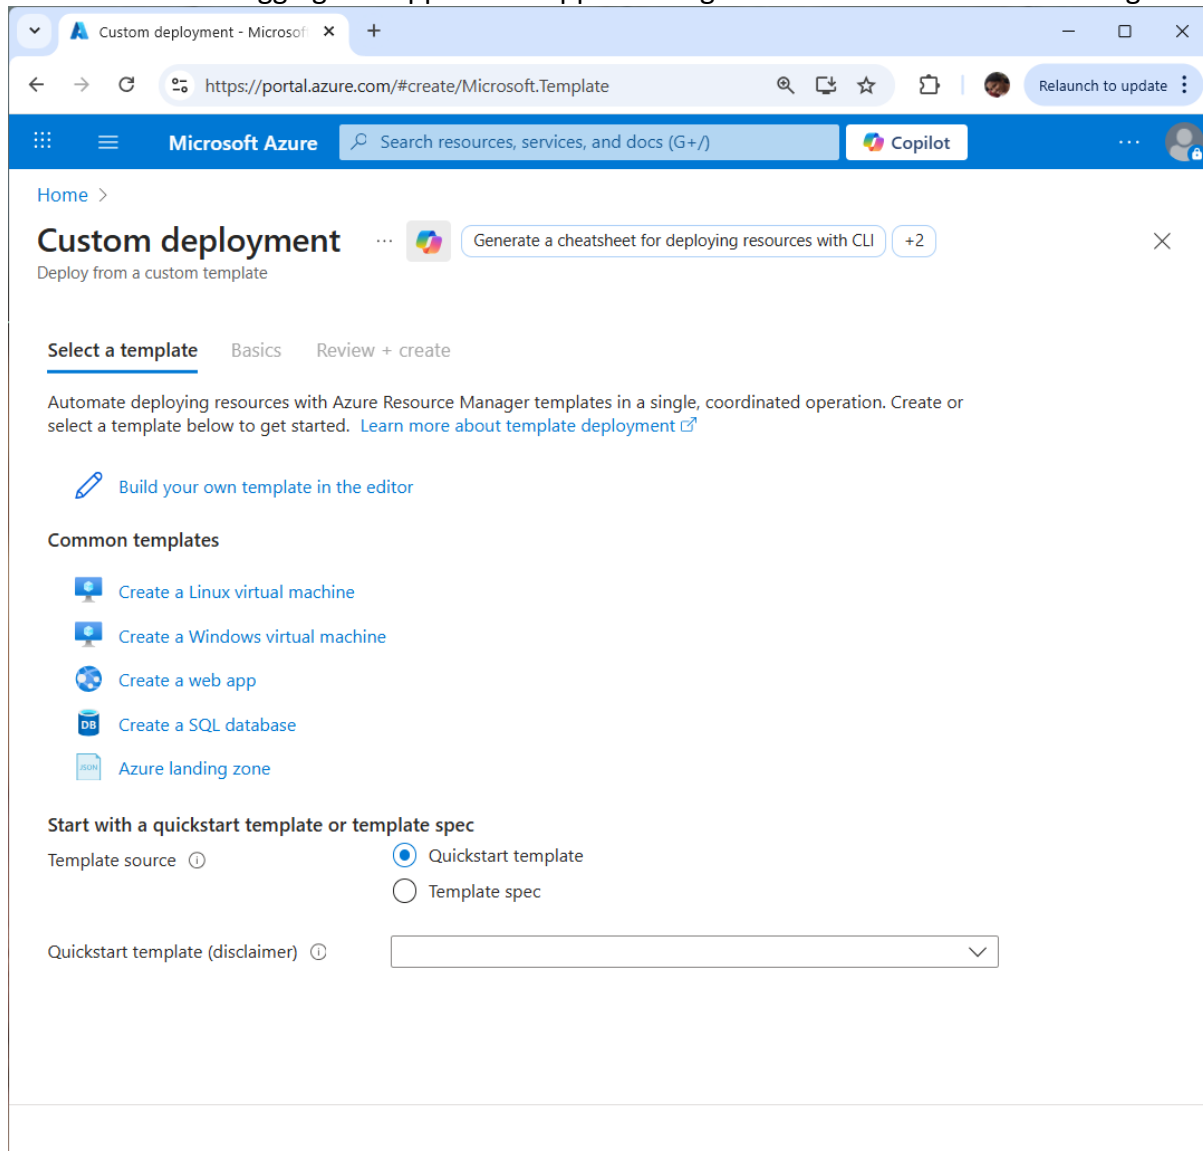 Custom deployment - Microsof
https://portal.azure.com/#create/Microsoft.Template
Relaunch to update
Microsoft Azure
Search resources, services, and docs (G+/)
Copilot
Home >
Custom deployment
Generate a cheatsheet for deploying resources with CLI
+2
Deploy from a custom template
Select a template Basics Review + create
Automate deploying resources with Azure Resource Manager templates in a single, coordinated operation. Create or
select a template below to get started. Learn more about template deployment
Build your own template in the editor
Common templates
Create a Linux virtual machine
Create a Windows virtual machine
Create a web app
DB Create a SQL database
JSON Azure landing zone
Start with a quickstart template or template spec
Template source
Quickstart template
Template spec
Quickstart template (disclaimer)